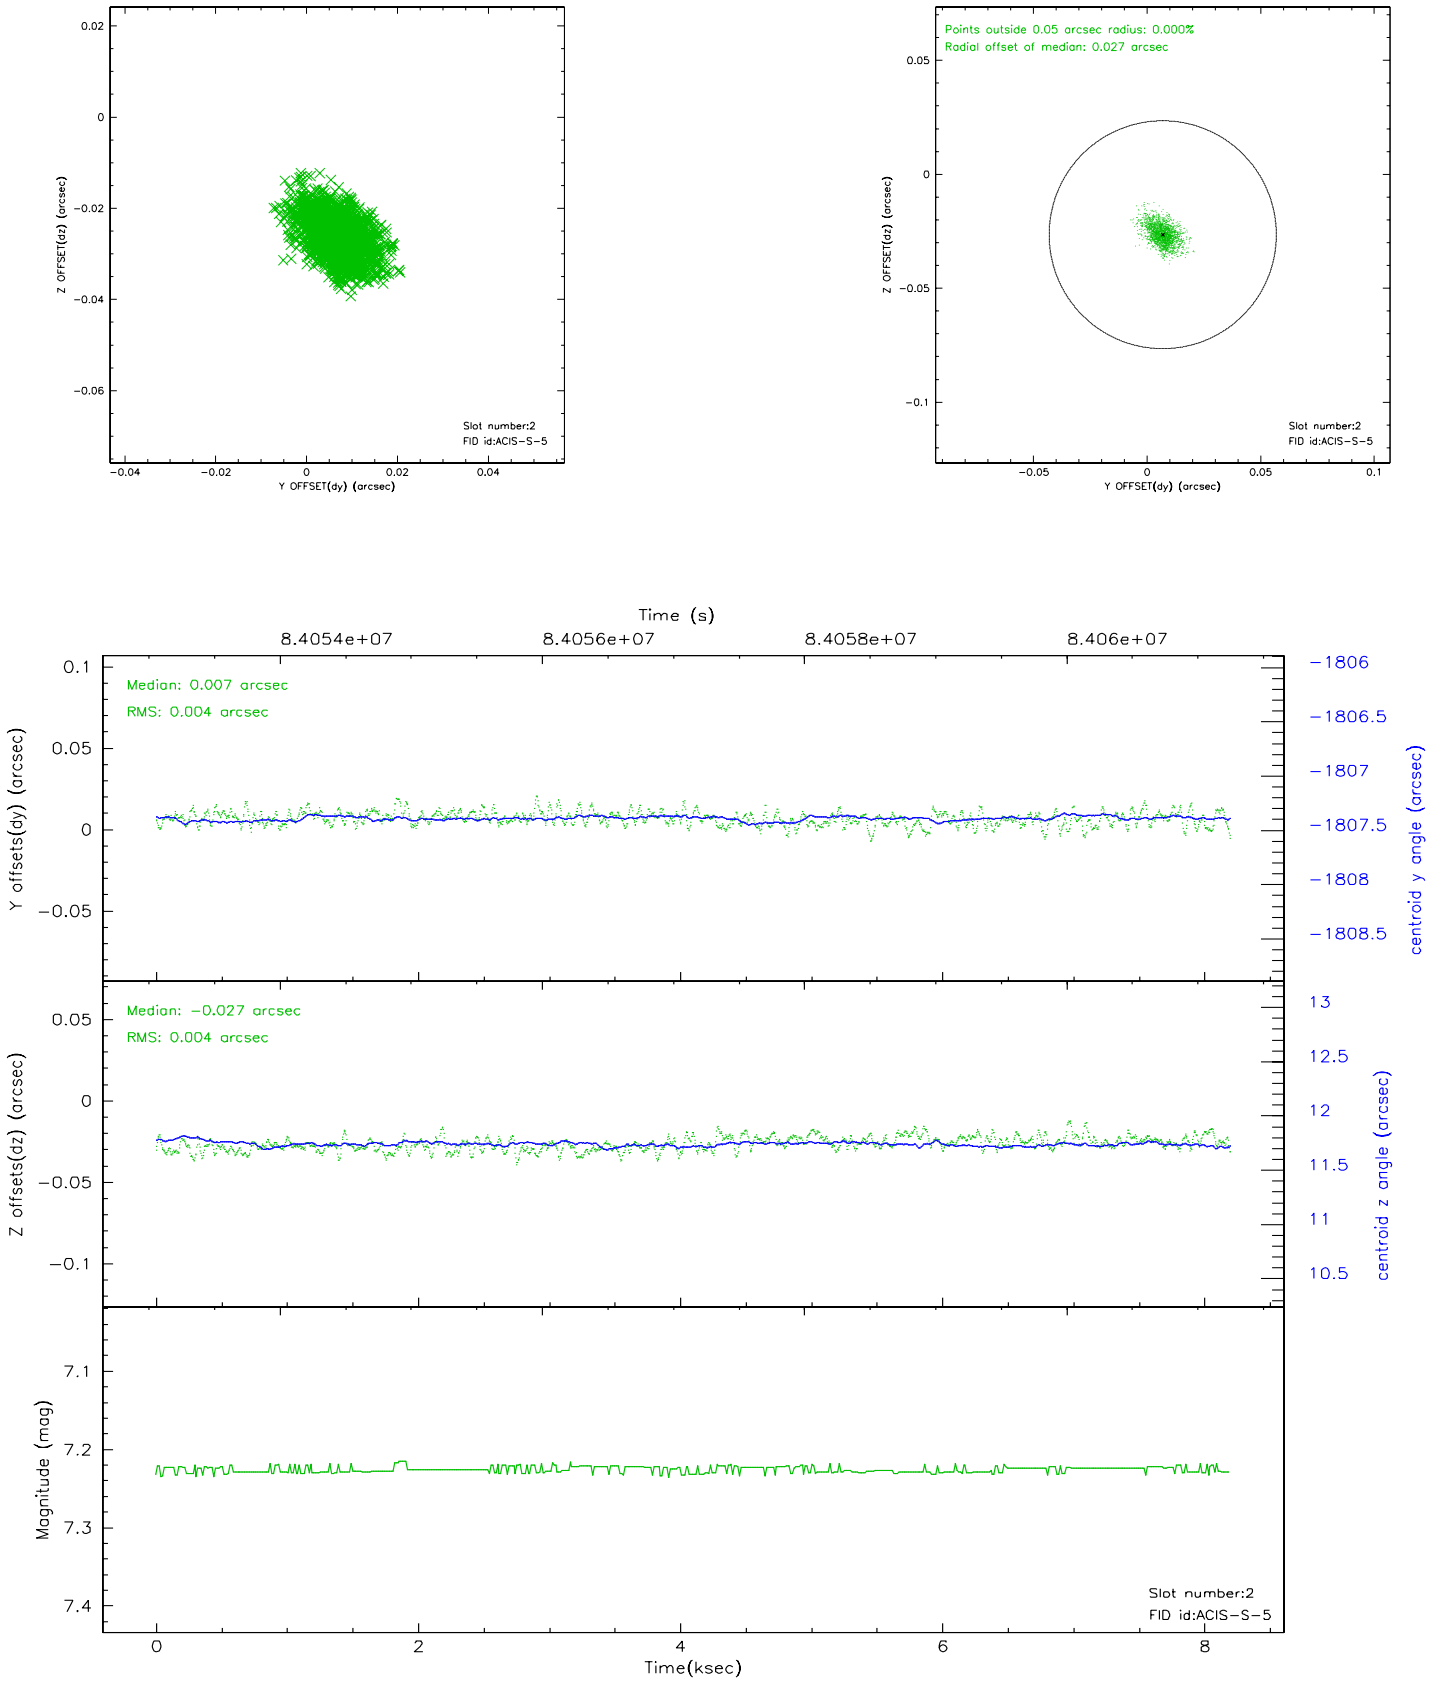 0.02
0
−0.02
−0.04
−0.06
Z OFFSET(dz) (arcsec)
Slot number:2
FID id:ACIS−S−5
−0.04 −0.02 0 0.02 0.04
Y OFFSET(dy) (arcsec)
Points outside 0.05 arcsec radius: 0.000%
Radial offset of median: 0.027 arcsec
0.05
0
−0.05
−0.1
Z OFFSET(dz) (arcsec)
Slot number:2
FID id:ACIS−S−5
−0.05 0 0.05 0.1
Y OFFSET(dy) (arcsec)
Time (s)
8.4054e+07 8.4056e+07 8.4058e+07 8.406e+07
Median: 0.007 arcsec
RMS: 0.004 arcsec
0.1
0.05
0
−0.05
Y offsets(dy) (arcsec)
−1806
−1806.5
−1807
−1807.5
−1808
−1808.5
centroid y angle (arcsec)
Median: −0.027 arcsec
RMS: 0.004 arcsec
0.05
0
−0.05
−0.1
Z offsets(dz) (arcsec)
13
12.5
12
11.5
11
10.5
centroid z angle (arcsec)
7.1
7.2
7.3
7.4
Magnitude (mag)
Slot number:2
FID id:ACIS−S−5
0 2 4 6 8
Time(ksec)